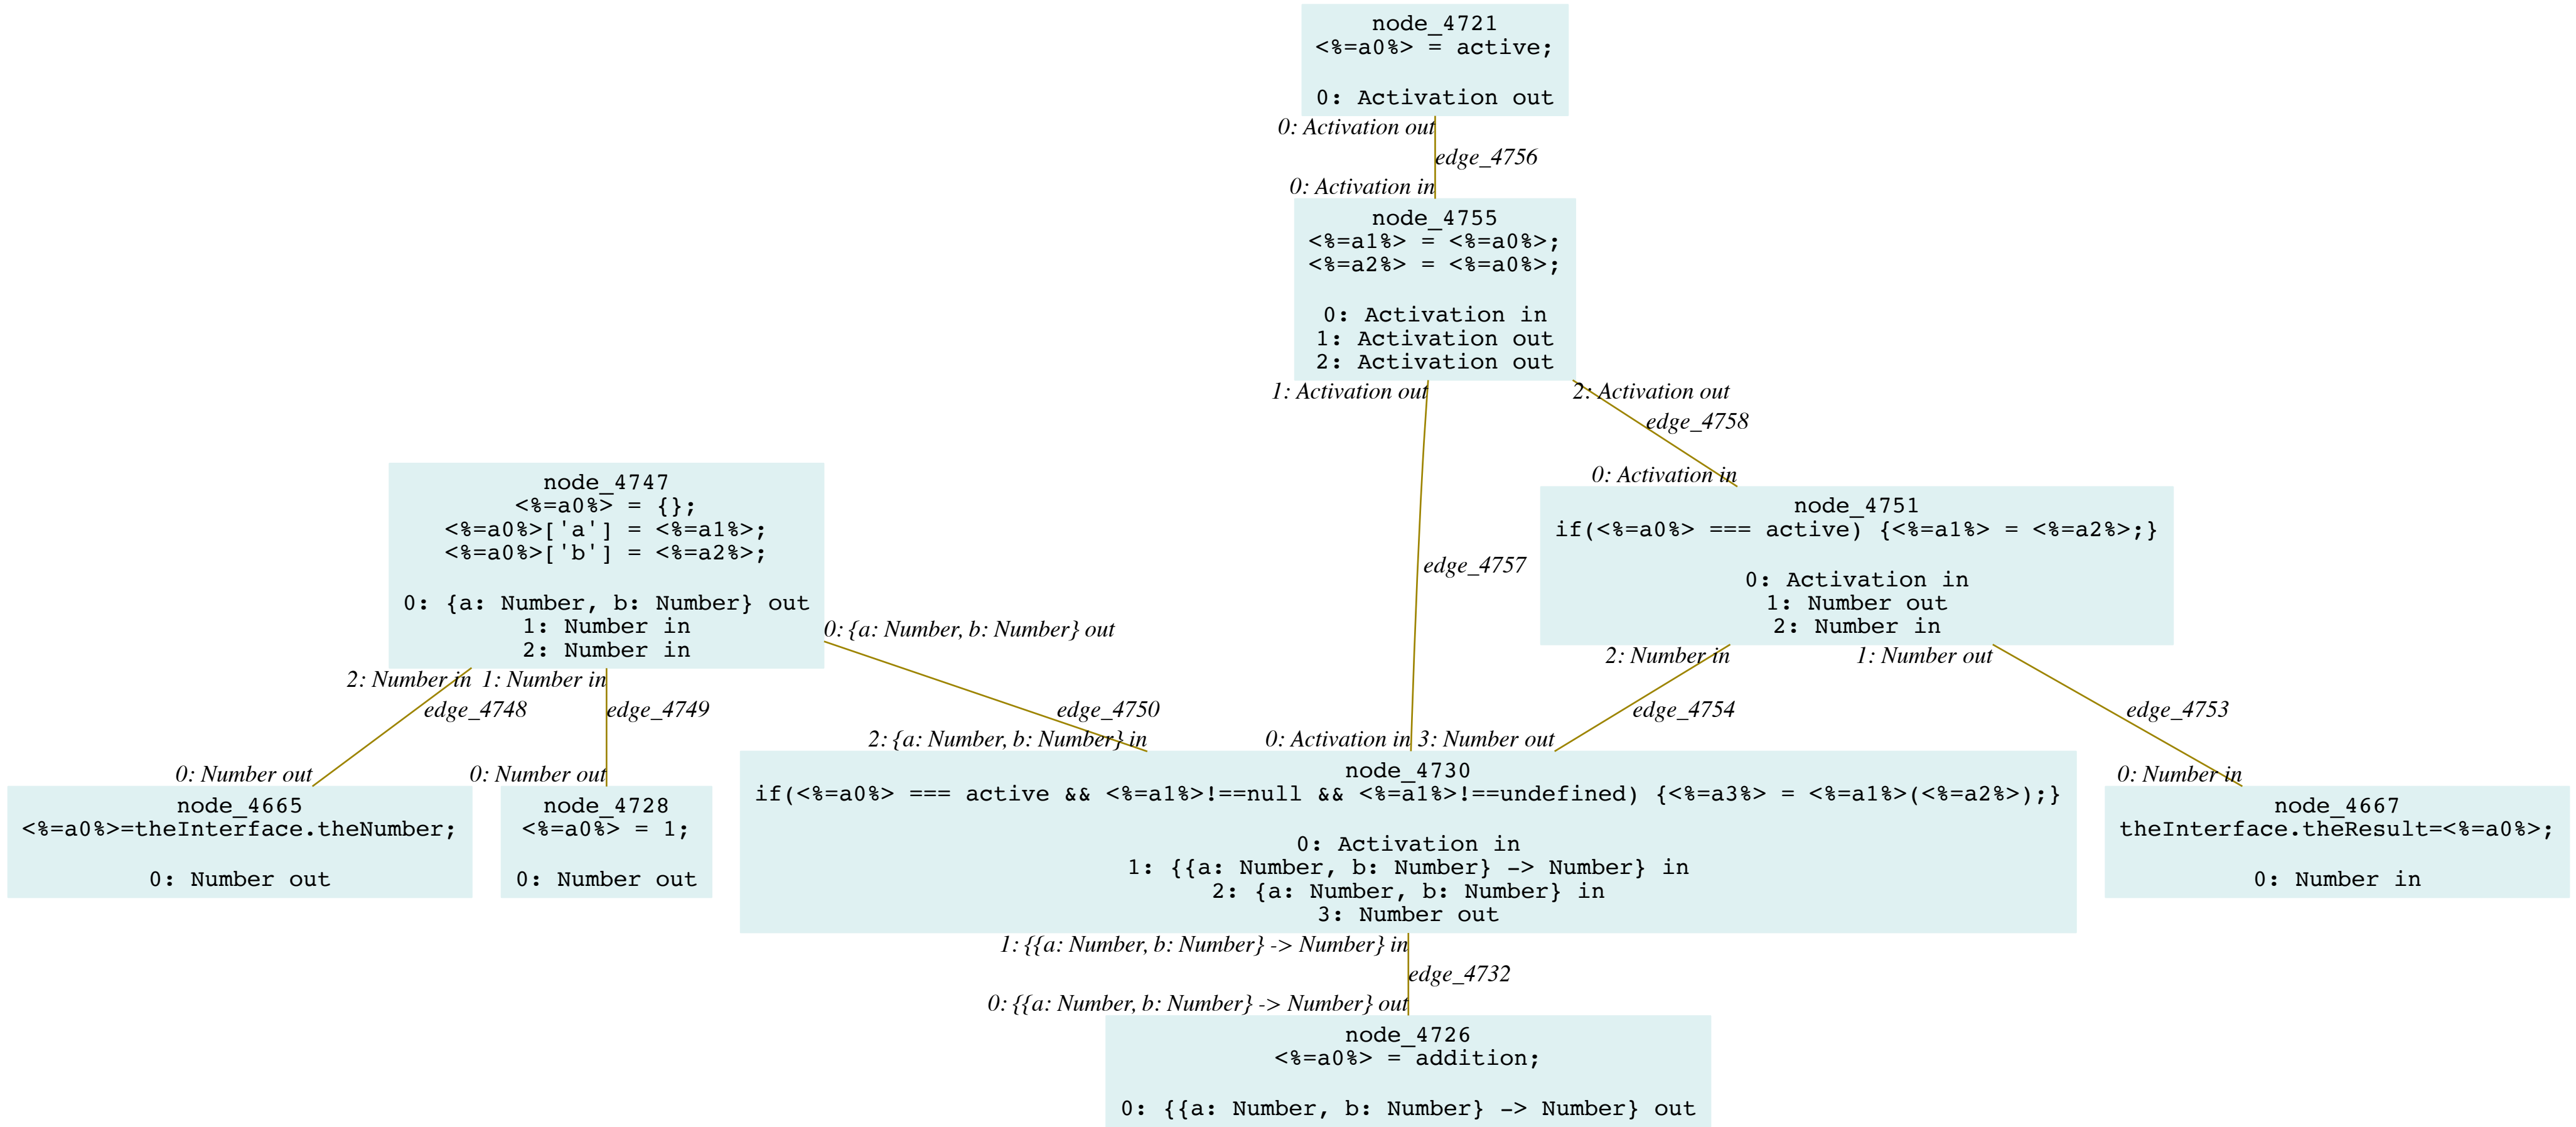 node_4721
<%=a0%> = active;
0: Activation out
0: Activation out
edge_4756
0: Activation in
node_4755
<%=a1%> = <%=a0%>;
<%=a2%> = <%=a0%>;
0: Activation in
1: Activation out
2: Activation out
1: Activation out
2: Activation out
edge_4758
0: Activation in
node_4747
<%=a0%> = {};
<%=a0%>['a'] = <%=a1%>;
<%=a0%>['b'] = <%=a2%>;
0: {a: Number, b: Number} out
1: Number in
2: Number in
0: {a: Number, b: Number} out
edge_4757
node_4751
if(<%=a0%> === active) {<%=a1%> = <%=a2%>;}
0: Activation in
1: Number out
2: Number in
2: Number in
1: Number in
2: Number in
1: Number out
edge_4748
edge_4749
edge_4750
edge_4754
edge_4753
2: {a: Number, b: Number} in
0: Activation in
3: Number out
0: Number out
0: Number out
0: Number in
node_4665
<%=a0%>=theInterface.theNumber;
0: Number out
node_4728
<%=a0%> = 1;
0: Number out
node_4730
if(<%=a0%> === active && <%=a1%>!==null && <%=a1%>!==undefined) {<%=a3%> = <%=a1%>(<%=a2%>);}
0: Activation in
1: {{a: Number, b: Number} -> Number} in
2: {a: Number, b: Number} in
3: Number out
node_4667
theInterface.theResult=<%=a0%>;
0: Number in
1: {{a: Number, b: Number} -> Number} in
edge_4732
0: {{a: Number, b: Number} -> Number} out
node_4726
<%=a0%> = addition;
0: {{a: Number, b: Number} -> Number} out